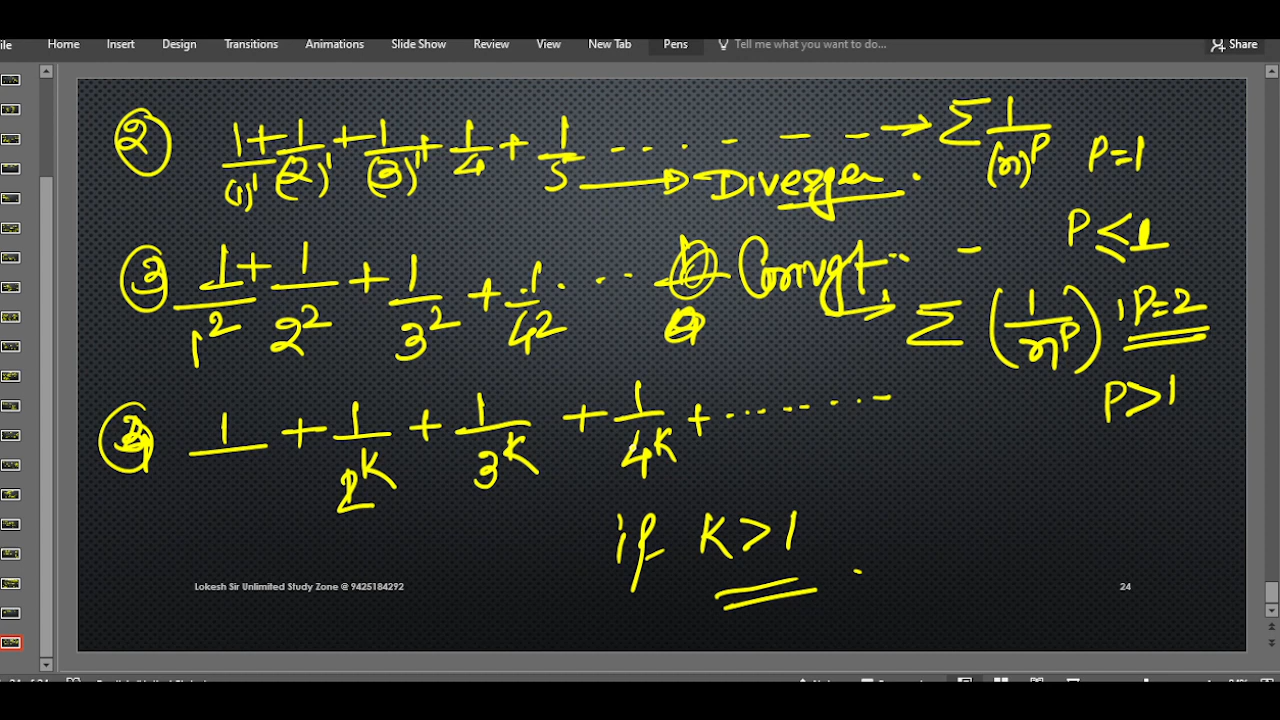 File Home Insert Design Transitions Animations Slide Show Review View New Tab Pens Tell me what you want to do... Share
② 1/(1)¹ + 1/(2)¹ + 1/(3)¹ + 1/4 + 1/5 ... - - - → Σ 1/(n)^P P=1
→ Divergen.
P ≤ 1
③ 1/1² + 1/2² + 1/3² + 1/4² ... Convgt.. -
Σ (1/n^P) , P=2
P>1
1 + 1/2^K + 1/3^K + 1/4^K + ........
if K>1.
Lokesh Sir Unlimited Study Zone @ 9425184292 24